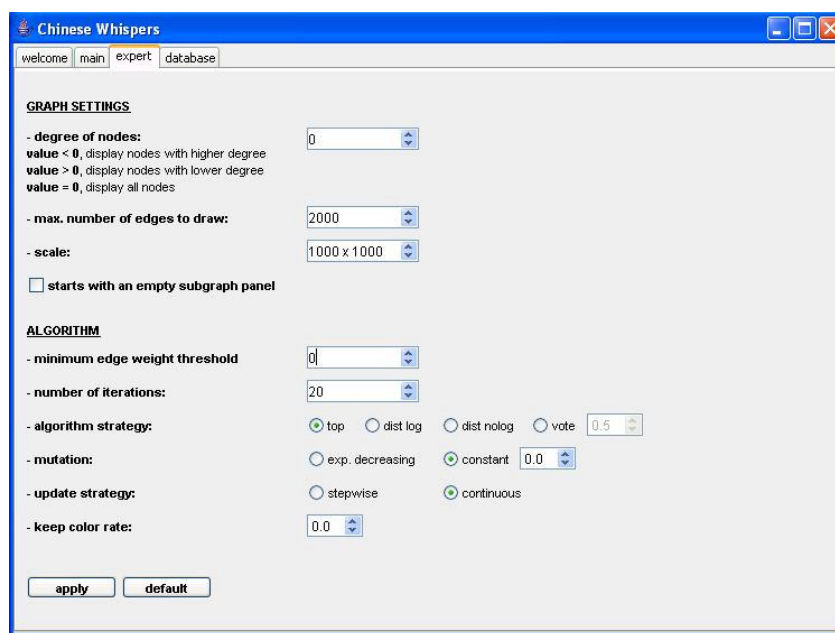 Chinese Whispers
welcome main expert database
GRAPH SETTINGS
- degree of nodes: 0
value < 0, display nodes with higher degree
value > 0, display nodes with lower degree
value = 0, display all nodes
- max. number of edges to draw: 2000
- scale: 1000 x 1000
starts with an empty subgraph panel
ALGORITHM
- minimum edge weight threshold 0
- number of iterations: 20
- algorithm strategy: top dist log dist nolog vote 0.5
- mutation: exp. decreasing constant 0.0
- update strategy: stepwise continuous
- keep color rate: 0.0
apply default